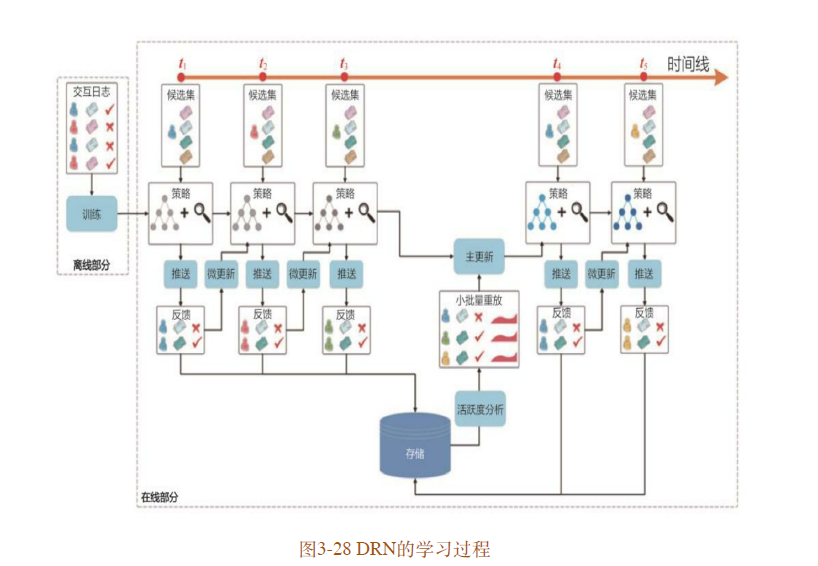 t1 t2 t3 t4 t5 时间线
交互日志
候选集 候选集 候选集 候选集 候选集
策略 策略 策略 策略 策略
训练
离线部分
主更新
推送 微更新 推送 微更新 推送 推送 微更新 推送
小批量重放
反馈 反馈 反馈 反馈 反馈
活跃度分析
存储
在线部分
图3-28 DRN的学习过程